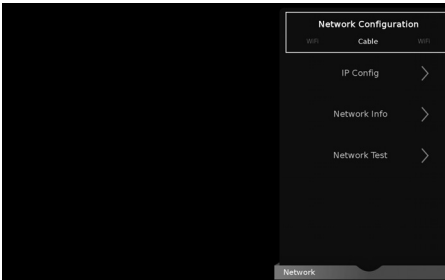 Network Configuration
Wifi Cable Wifi
IP Config
Network Info
Network Test
Network